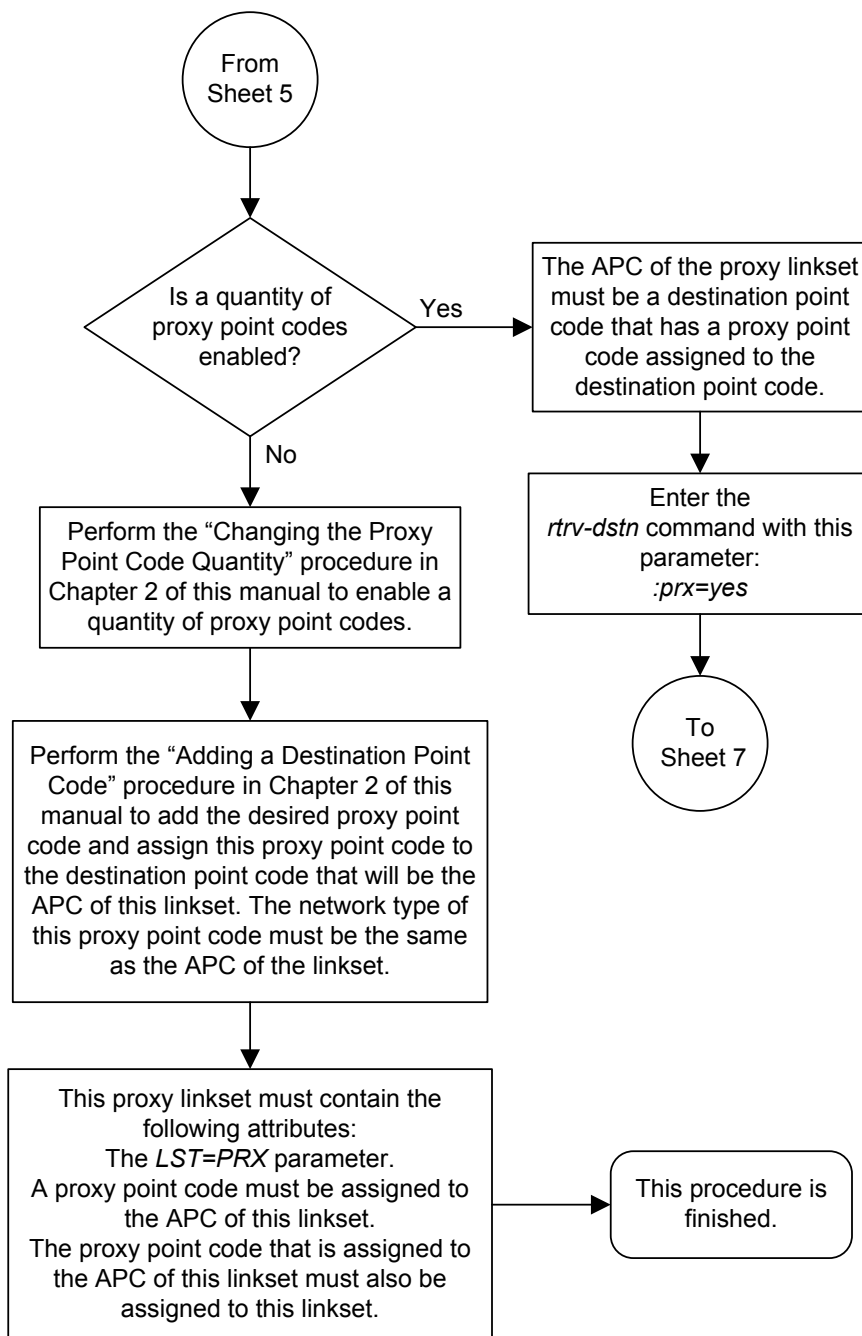 From
Sheet 5
Is a quantity of
proxy point codes
enabled?
Yes
The APC of the proxy linkset
must be a destination point
code that has a proxy point
code assigned to the
destination point code.
No
Enter the
rtrv-dstn command with this
parameter:
:prx=yes
Perform the “Changing the Proxy
Point Code Quantity” procedure in
Chapter 2 of this manual to enable a
quantity of proxy point codes.
To
Sheet 7
Perform the “Adding a Destination Point
Code” procedure in Chapter 2 of this
manual to add the desired proxy point
code and assign this proxy point code to
the destination point code that will be the
APC of this linkset. The network type of
this proxy point code must be the same
as the APC of the linkset.
This proxy linkset must contain the
following attributes:
The LST=PRX parameter.
A proxy point code must be assigned to
the APC of this linkset.
The proxy point code that is assigned to
the APC of this linkset must also be
assigned to this linkset.
This procedure is
finished.